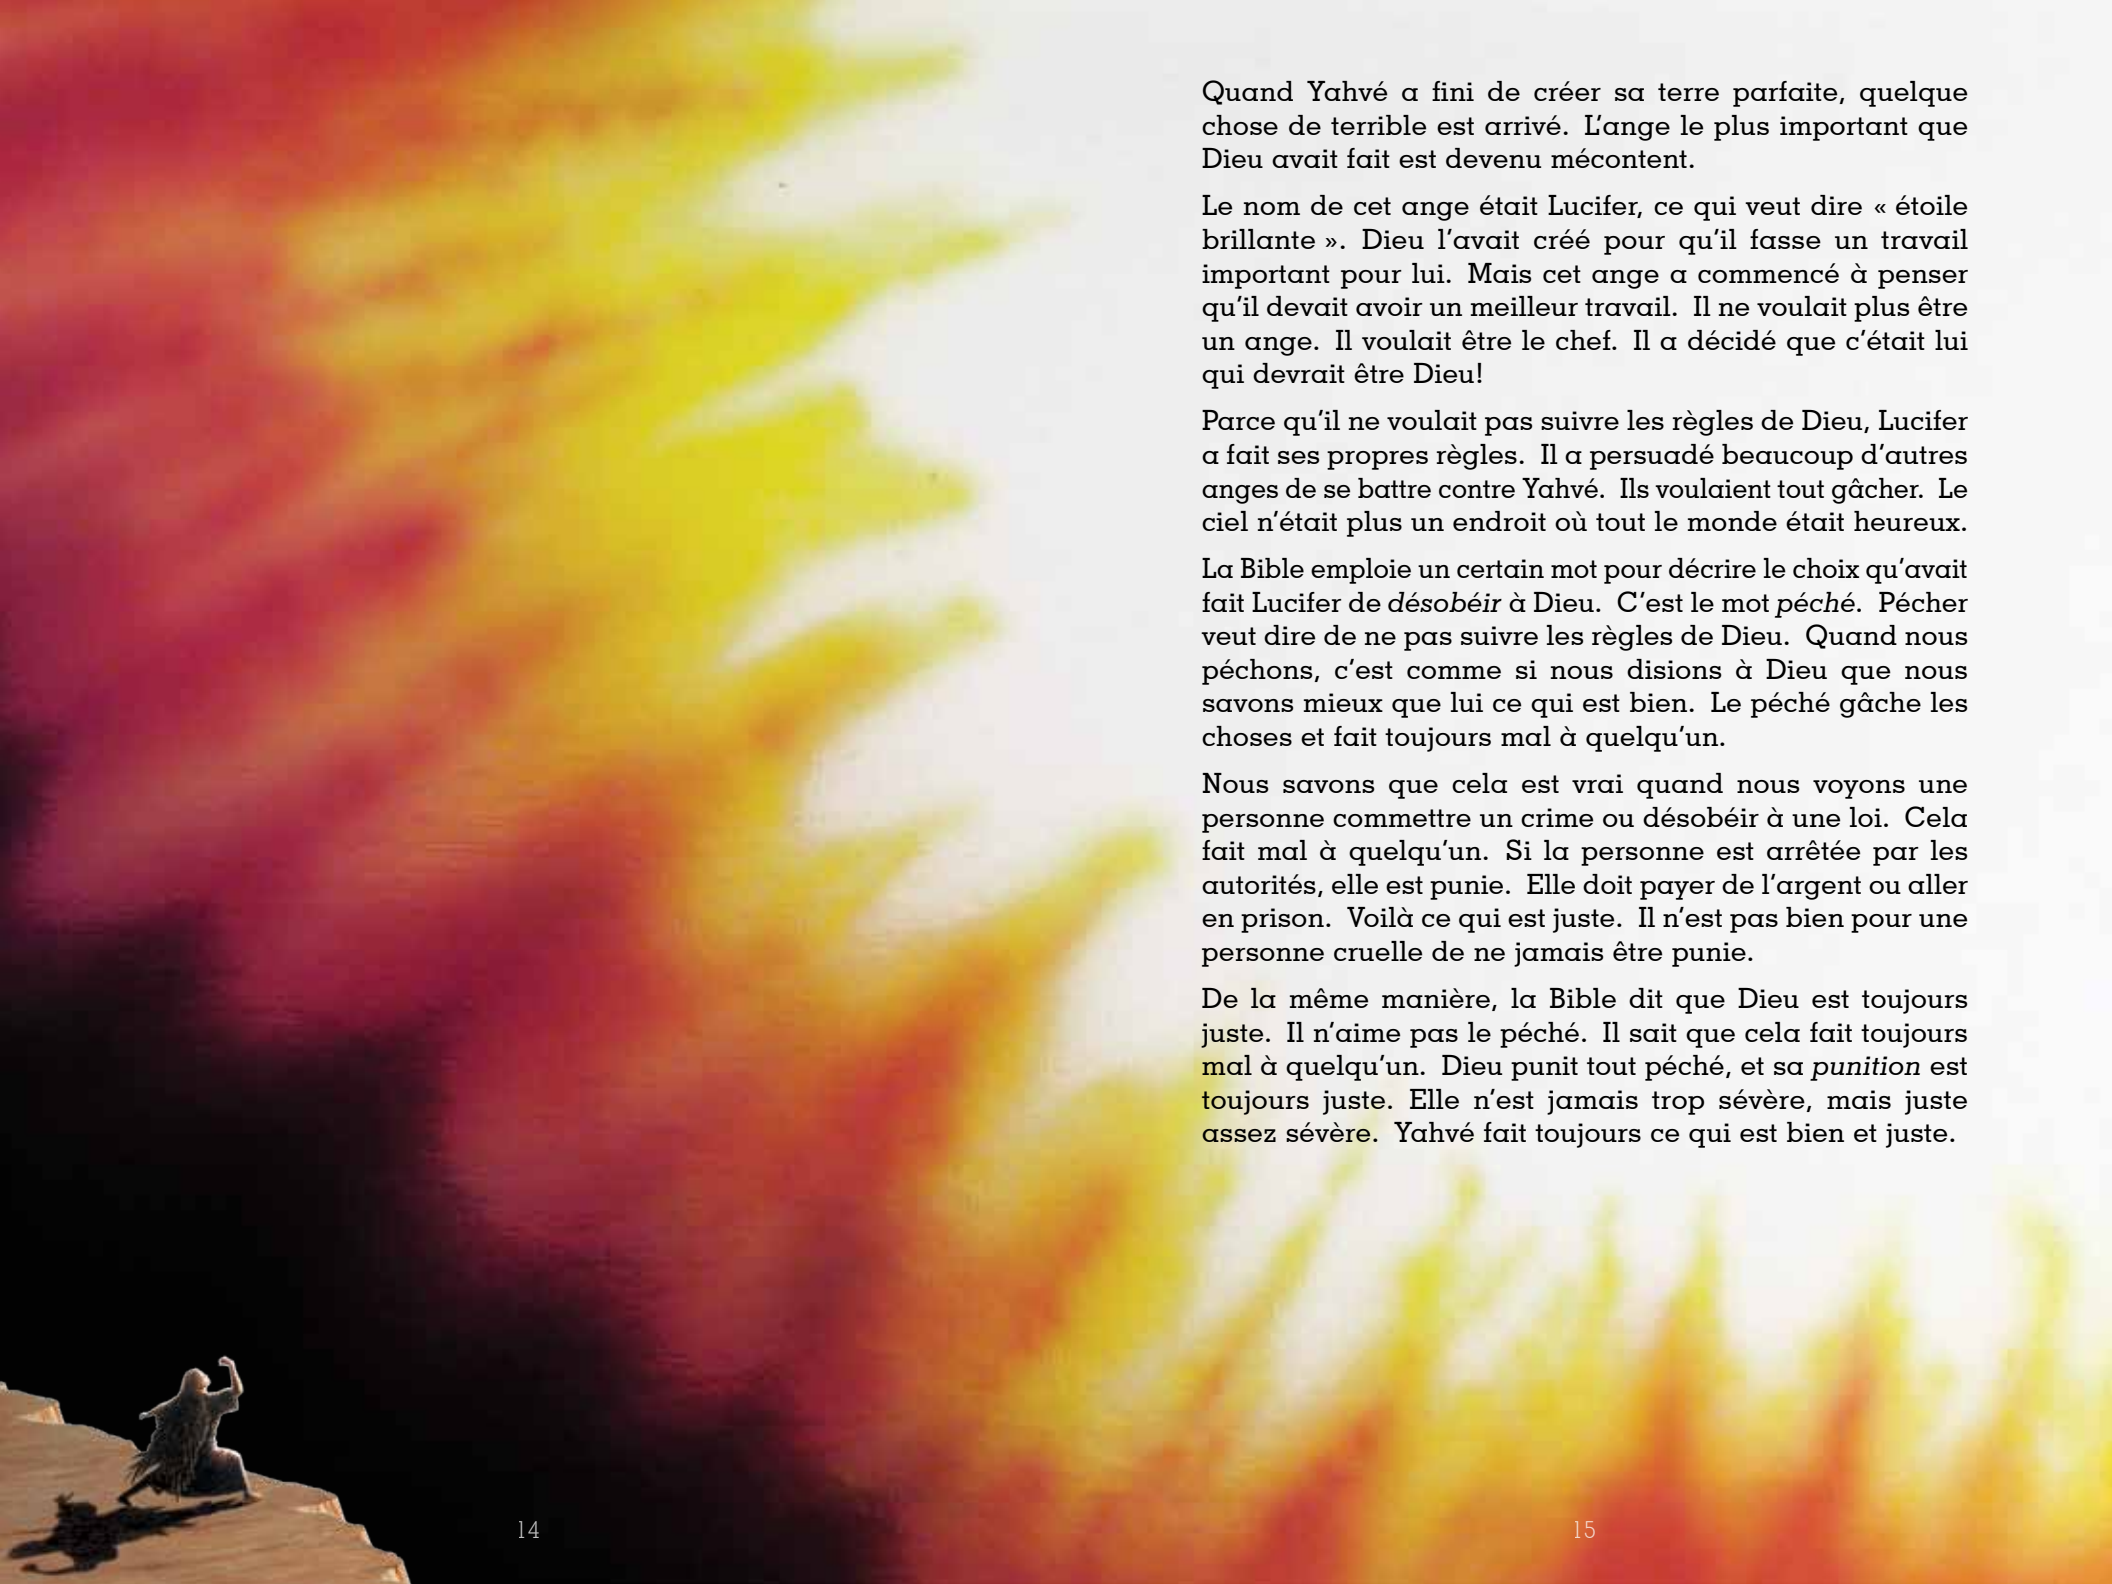 Quand Yahvé a fini de créer sa terre parfaite, quelque
chose de terrible est arrivé. L'ange le plus important que
Dieu avait fait est devenu mécontent.
Le nom de cet ange était Lucifer, ce qui veut dire « étoile
brillante ». Dieu l'avait créé pour qu'il fasse un travail
important pour lui. Mais cet ange a commencé à penser
qu'il devait avoir un meilleur travail. Il ne voulait plus être
un ange. Il voulait être le chef. Il a décidé que c'était lui
qui devrait être Dieu!
Parce qu'il ne voulait pas suivre les règles de Dieu, Lucifer
a fait ses propres règles. Il a persuadé beaucoup d'autres
anges de se battre contre Yahvé. Ils voulaient tout gâcher. Le
ciel n'était plus un endroit où tout le monde était heureux.
La Bible emploie un certain mot pour décrire le choix qu'avait
fait Lucifer de désobéir à Dieu. C'est le mot péché. Pécher
veut dire de ne pas suivre les règles de Dieu. Quand nous
péchons, c'est comme si nous disions à Dieu que nous
savons mieux que lui ce qui est bien. Le péché gâche les
choses et fait toujours mal à quelqu'un.
Nous savons que cela est vrai quand nous voyons une
personne commettre un crime ou désobéir à une loi. Cela
fait mal à quelqu'un. Si la personne est arrêtée par les
autorités, elle est punie. Elle doit payer de l'argent ou aller
en prison. Voilà ce qui est juste. Il n'est pas bien pour une
personne cruelle de ne jamais être punie.
De la même manière, la Bible dit que Dieu est toujours
juste. Il n'aime pas le péché. Il sait que cela fait toujours
mal à quelqu'un. Dieu punit tout péché, et sa punition est
toujours juste. Elle n'est jamais trop sévère, mais juste
assez sévère. Yahvé fait toujours ce qui est bien et juste.
14
15